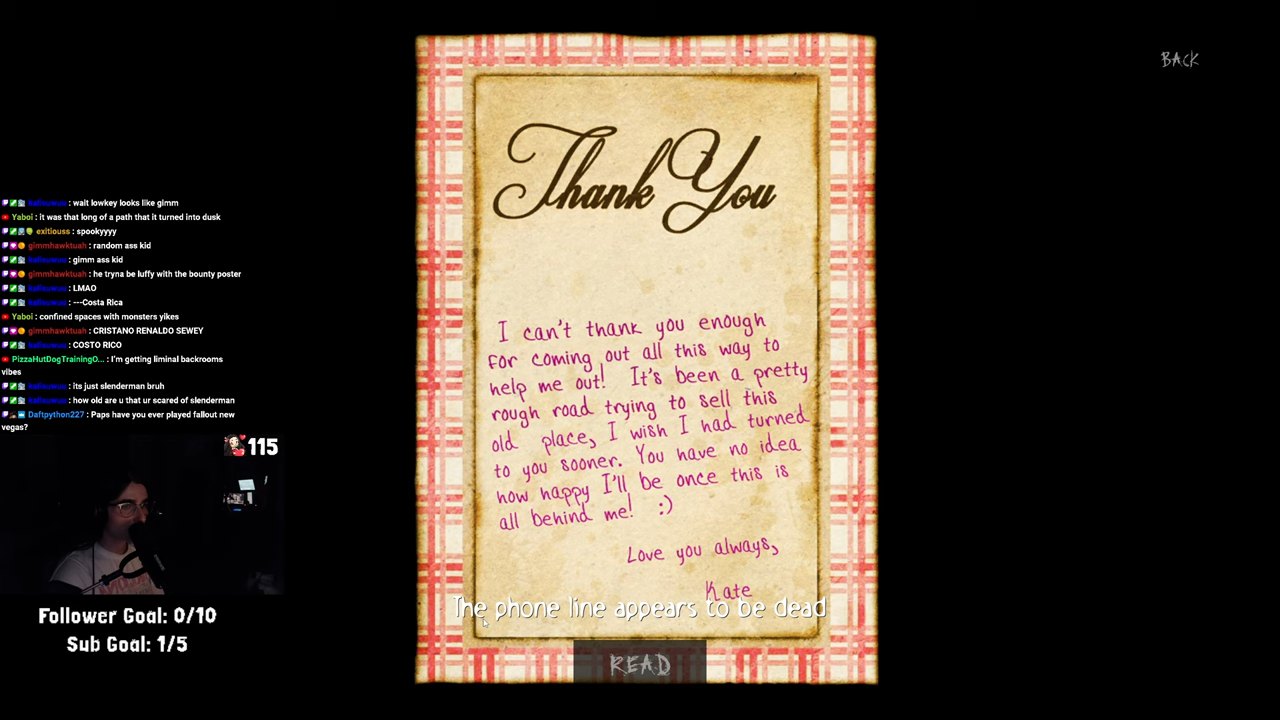 BACK
Thank You
I can't thank you enough
for coming out all this way to
help me out! It's been a pretty
rough road trying to sell this
old place, I wish I had turned
to you sooner. You have no idea
how happy I'll be once this is
all behind me! :)
Love you always,
Kate
The phone line appears to be dead
READ
: wait lowkey looks like gimm
Yaboi : it was that long of a path that it turned into dusk
exitiouss : spookyyyy
gimmhawktuah : random ass kid
: gimm ass kid
gimmhawktuah : he tryna be luffy with the bounty poster
: LMAO
: ---Costa Rica
Yaboi : confined spaces with monsters yikes
gimmhawktuah : CRISTANO RENALDO SEWEY
: COSTO RICO
PizzaHutDogTrainingO... : I'm getting liminal backrooms
vibes
: its just slenderman bruh
: how old are u that ur scared of slenderman
Daftpython227 : Paps have you ever played fallout new
vegas?
115
Follower Goal: 0/10
Sub Goal: 1/5